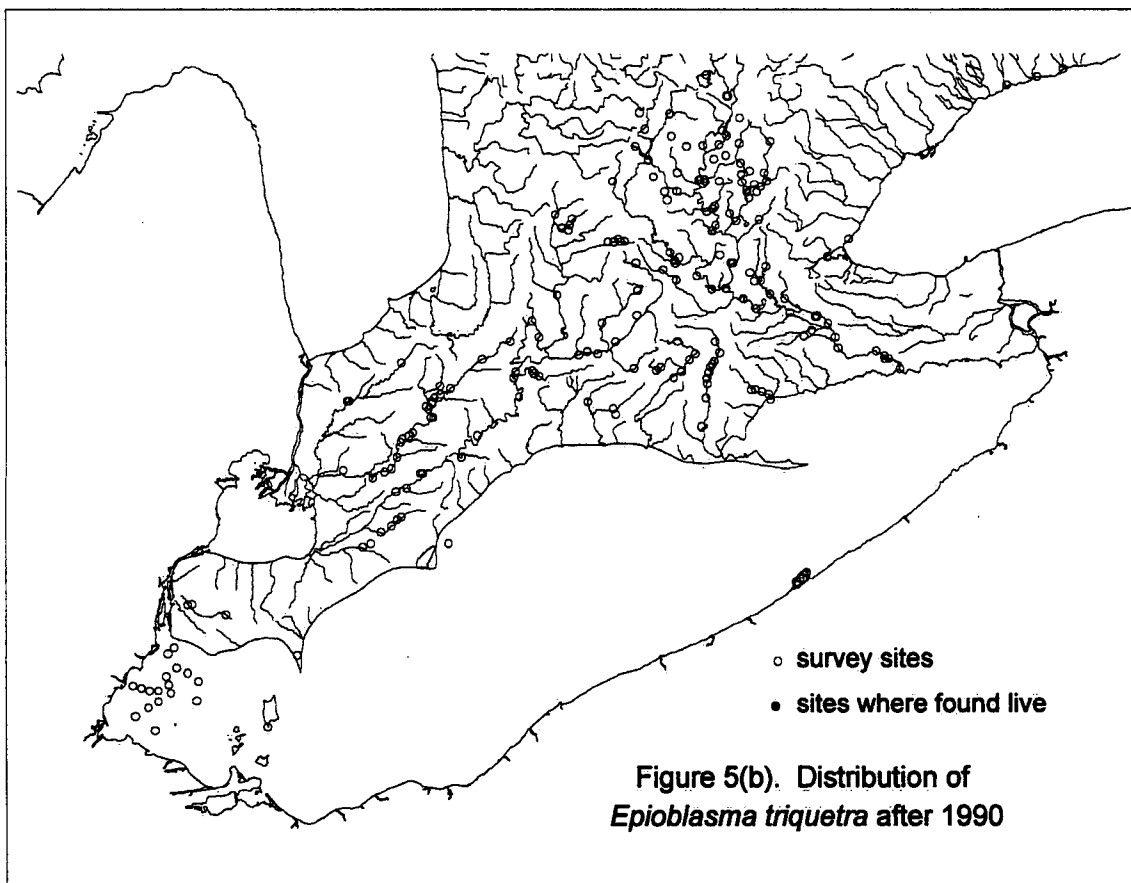 survey sites
sites where found live
Figure 5(b). Distribution of
Epioblasma triquetra after 1990